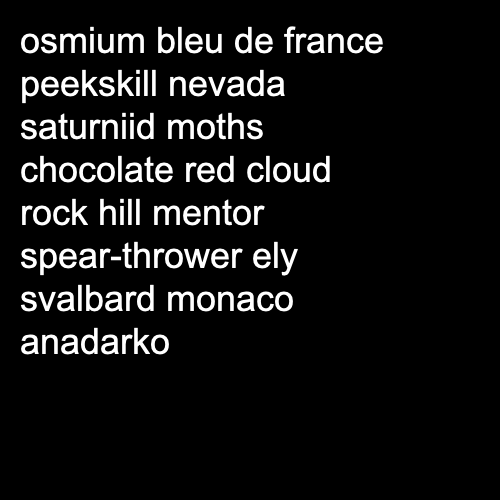 osmium bleu de france
peekskill nevada
saturniid moths
chocolate red cloud
rock hill mentor
spear-thrower ely
svalbard monaco
anadarko